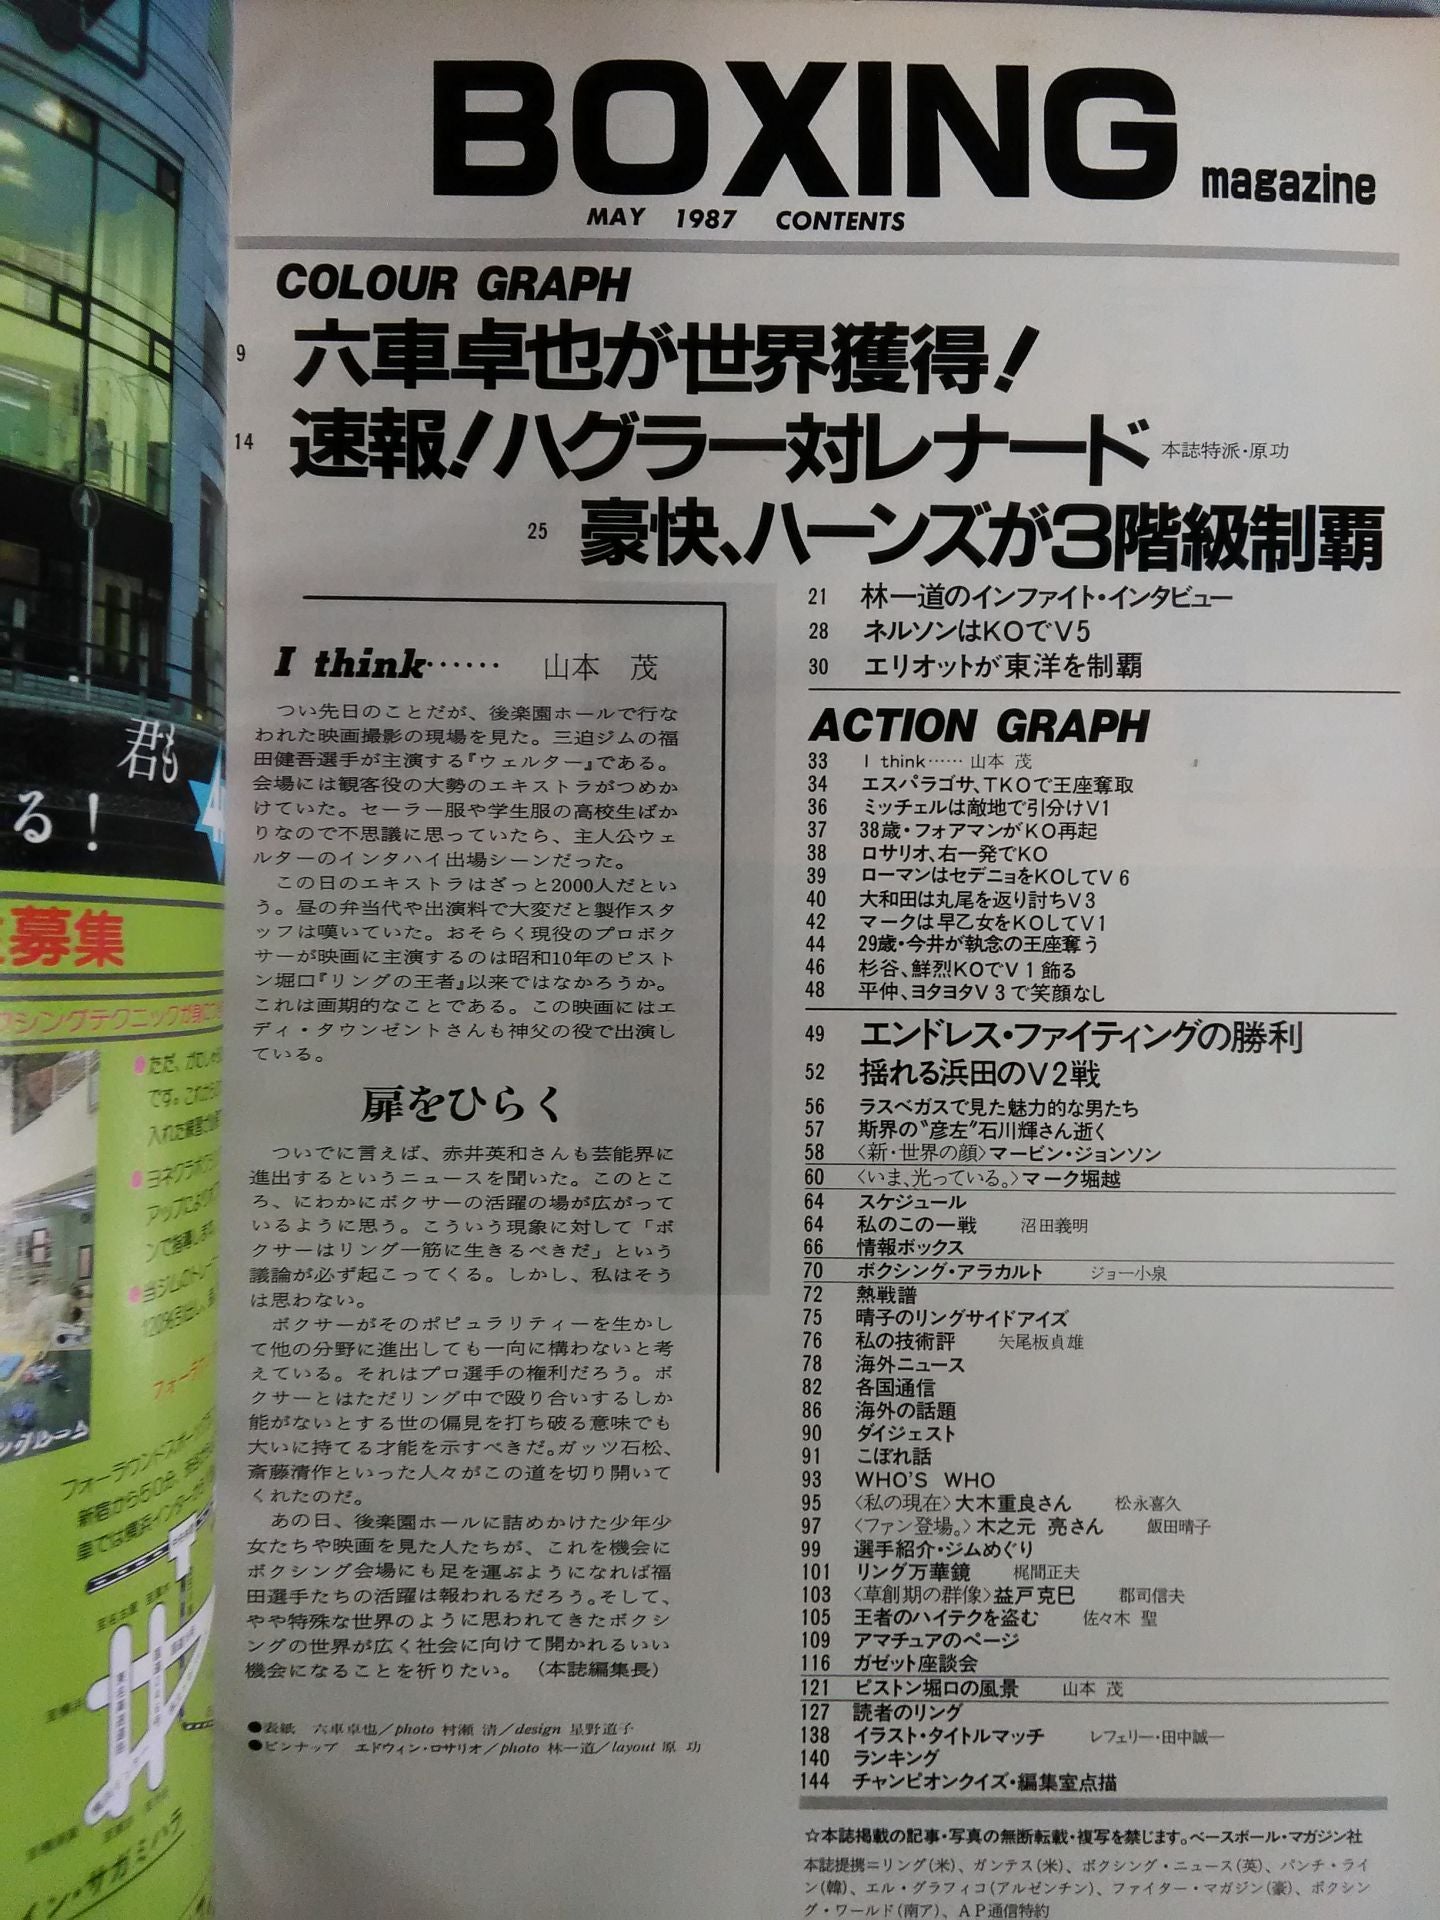 BOXING magazine
MAY 1987 CONTENTS
COLOUR GRAPH
9 六車卓也が世界獲得!
14 速報!ハグラー対レナード 本誌特派・原功
25 豪快、ハーンズが3階級制覇
21 林一道のインファイト・インタビュー
28 ネルソンはKOでV5
30 エリオットが東洋を制覇
I think…… 山本 茂
つい先日のことだが、後楽園ホールで行な
われた映画撮影の現場を見た。三迫ジムの福
田健吾選手が主演する『ウェルター』である。
会場には観客役の大勢のエキストラがつめか
けていた。セーラー服や学生服の高校生ばか
りなので不思議に思っていたら、主人公ウェ
ルターのインタハイ出場シーンだった。
この日のエキストラはざっと2000人だとい
う。昼の弁当代や出演料で大変だと製作スタ
ッフは嘆いていた。おそらく現役のプロボク
サーが映画に主演するのは昭和10年のピスト
ン堀口『リングの王者』以来ではなかろうか。
これは画期的なことである。この映画にはエ
ディ・タウンゼントさんも神父の役で出演し
ている。
扉をひらく
ついでに言えば、赤井英和さんも芸能界に
進出するというニュースを聞いた。このとこ
ろ、にわかにボクサーの活躍の場が広がって
いるように思う。こういう現象に対して「ボ
クサーはリング一筋に生きるべきだ」という
議論が必ず起こってくる。しかし、私はそう
は思わない。
ボクサーがそのポピュラリティーを生かし
て他の分野に進出しても一向に構わないと考
えている。それはプロ選手の権利だろう。ボ
クサーとはただリング中で殴り合いするしか
能がないとする世の偏見を打ち破る意味でも
大いに持てる才能を示すべきだ。ガッツ石松、
斎藤清作といった人々がこの道を切り開いて
くれたのだ。
あの日、後楽園ホールに詰めかけた少年少
女たちや映画を見た人たちが、これを機会に
ボクシング会場にも足を運ぶようになれば福
田選手たちの活躍は報われるだろう。そして、
やや特殊な世界のように思われてきたボクシ
ングの世界が広く社会に向けて開かれるいい
機会になることを祈りたい。（本誌編集長）
●表紙 六車卓也／photo 村瀬 清／design 星野道子
●ピンナップ エドウィン・ロサリオ／photo 林一道／layout 原 功
ACTION GRAPH
33 I think…… 山本 茂
34 エスパラゴサ、TKOで王座奪取
36 ミッチェルは敵地で引分けV1
37 38歳・フォアマンがKO再起
38 ロサリオ、右一発でKO
39 ローマンはセデニョをKOしてV6
40 大和田は丸尾を返り討ちV3
42 マークは早乙女をKOしてV1
44 29歳・今井が執念の王座奪う
46 杉谷、鮮烈KOでV1飾る
48 平仲、ヨタヨタV3で笑顔なし
49 エンドレス・ファイティングの勝利
52 揺れる浜田のV2戦
56 ラスベガスで見た魅力的な男たち
57 斯界の〝彦左〟石川輝さん逝く
58 〈新・世界の顔〉マービン・ジョンソン
60 〈いま、光っている。〉マーク堀越
64 スケジュール
64 私のこの一戦 沼田義明
66 情報ボックス
70 ボクシング・アラカルト ジョー小泉
72 熱戦譜
75 晴子のリングサイドアイズ
76 私の技術評 矢尾板貞雄
78 海外ニュース
82 各国通信
86 海外の話題
90 ダイジェスト
91 こぼれ話
93 WHO'S WHO
95 〈私の現在〉大木重良さん 松永喜久
97 〈ファン登場。〉木之元 亮さん 飯田晴子
99 選手紹介・ジムめぐり
101 リング万華鏡 梶間正夫
103 〈草創期の群像〉益戸克巳 郡司信夫
105 王者のハイテクを盗む 佐々木 聖
109 アマチュアのページ
116 ガゼット座談会
121 ピストン堀口の風景 山本 茂
127 読者のリング
138 イラスト・タイトルマッチ レフェリー・田中誠一
140 ランキング
144 チャンピオンクイズ・編集室点描
☆本誌掲載の記事・写真の無断転載・複写を禁じます。ベースボール・マガジン社
本誌提携＝リング(米)、ガンテス(米)、ボクシング・ニュース(英)、パンチ・ライ
ン(韓)、エル・グラフィコ(アルゼンチン)、ファイター・マガジン(豪)、ボクシン
グ・ワールド(南ア)、AP通信特約
君も
る!
募集